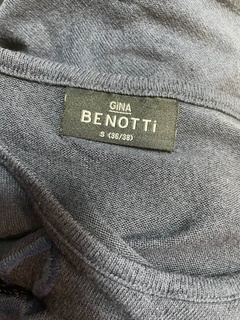 GiNA
BENOTTi
S (36/38)